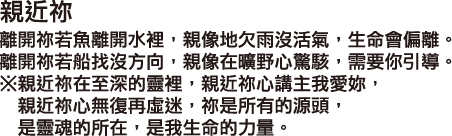 親近祢
離開祢若魚離開水裡，親像地欠雨沒活氣，生命會偏離。
離開祢若船找沒方向，親像在曠野心驚駭，需要你引導。
※親近祢在至深的靈裡，親近祢心講主我愛妳，
親近祢心無復再虛迷，祢是所有的源頭，
是靈魂的所在，是我生命的力量。